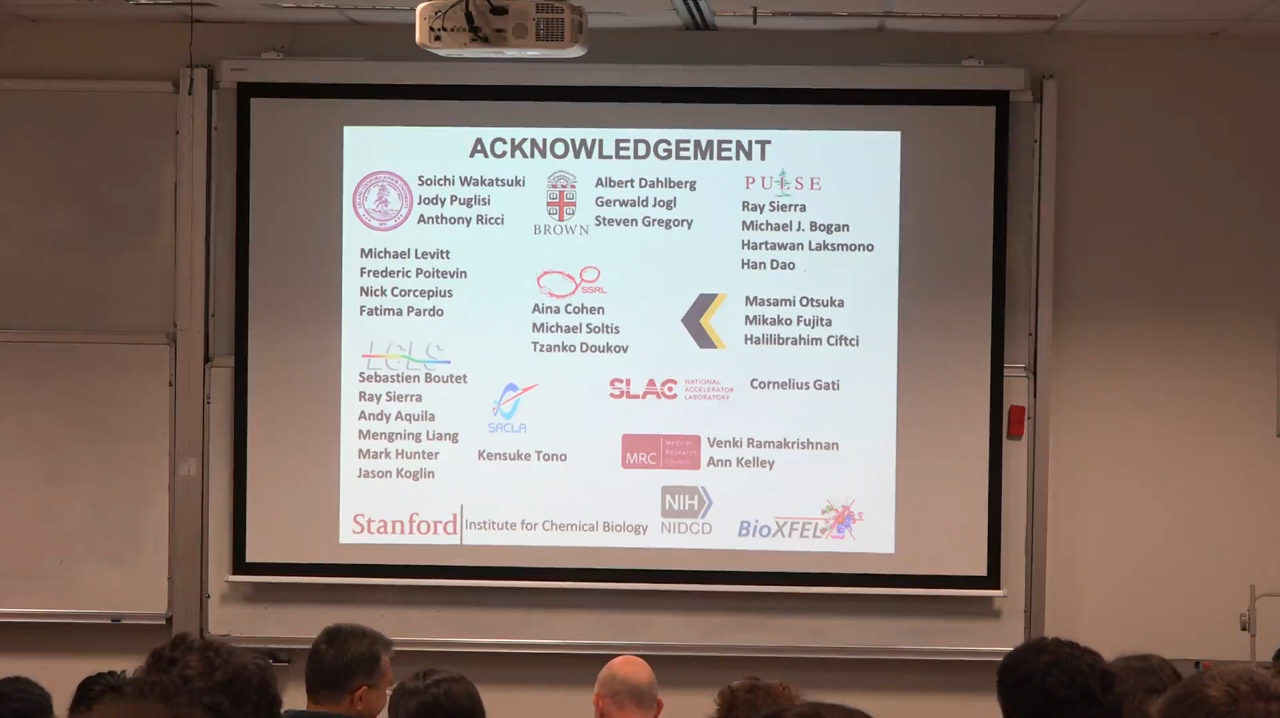 ACKNOWLEDGEMENT
Soichi Wakatsuki
Jody Puglisi
Anthony Ricci
BROWN
Albert Dahlberg
Gerwald Jogl
Steven Gregory
PULSE
Ray Sierra
Michael J. Bogan
Hartawan Laksmono
Han Dao
Michael Levitt
Frederic Poitevin
Nick Corcepius
Fatima Pardo
SSRL
Aina Cohen
Michael Soltis
Tzanko Doukov
Masami Otsuka
Mikako Fujita
Halilibrahim Ciftci
LCLS
Sebastien Boutet
Ray Sierra
Andy Aquila
Mengning Liang
Mark Hunter
Jason Koglin
SACLA
Kensuke Tono
SLAC
NATIONAL
ACCELERATOR
LABORATORY
Cornelius Gati
MRC
Medical
Research
Council
Venki Ramakrishnan
Ann Kelley
Stanford
Institute for Chemical Biology
NIH
NIDCD
BioXFEL